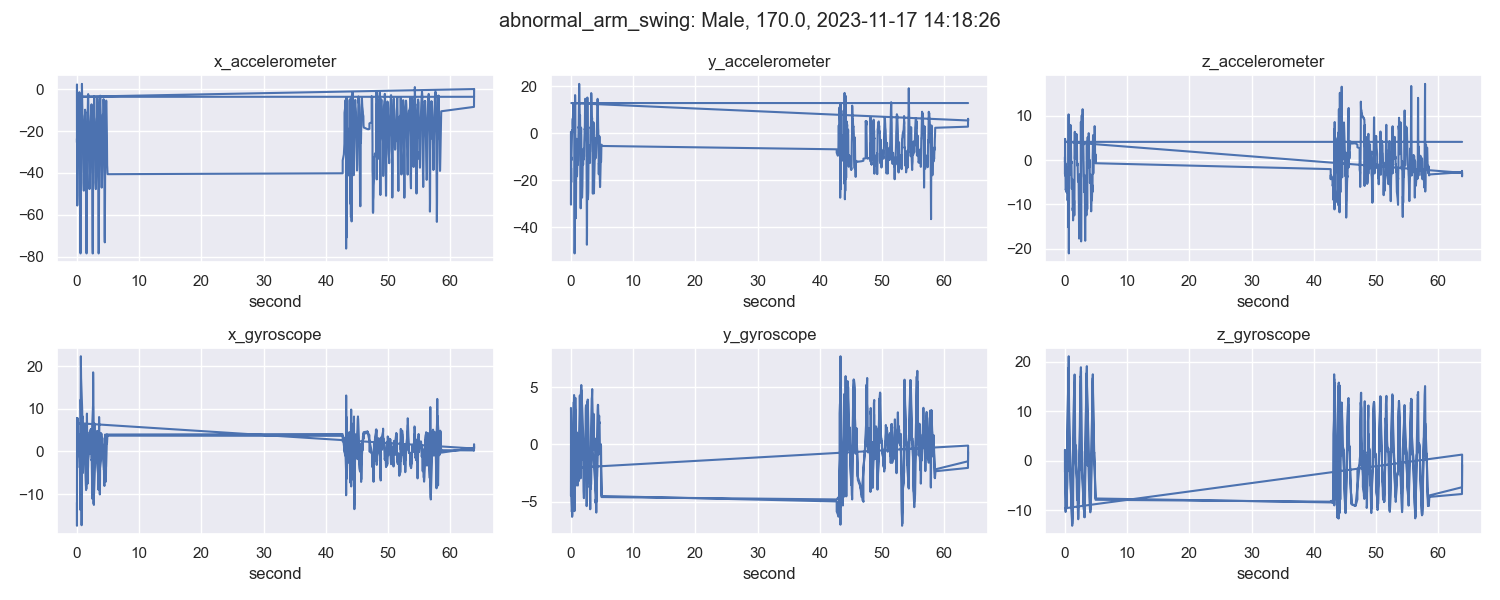 abnormal_arm_swing: Male, 170.0, 2023-11-17 14:18:26
x_accelerometer
y_accelerometer
z_accelerometer
0
−20
−40
−60
−80
20
0
−20
−40
10
0
−10
−20
0 10 20 30 40 50 60
0 10 20 30 40 50 60
0 10 20 30 40 50 60
second
second
second
x_gyroscope
y_gyroscope
z_gyroscope
20
10
0
−10
5
0
−5
20
10
0
−10
0 10 20 30 40 50 60
0 10 20 30 40 50 60
0 10 20 30 40 50 60
second
second
second